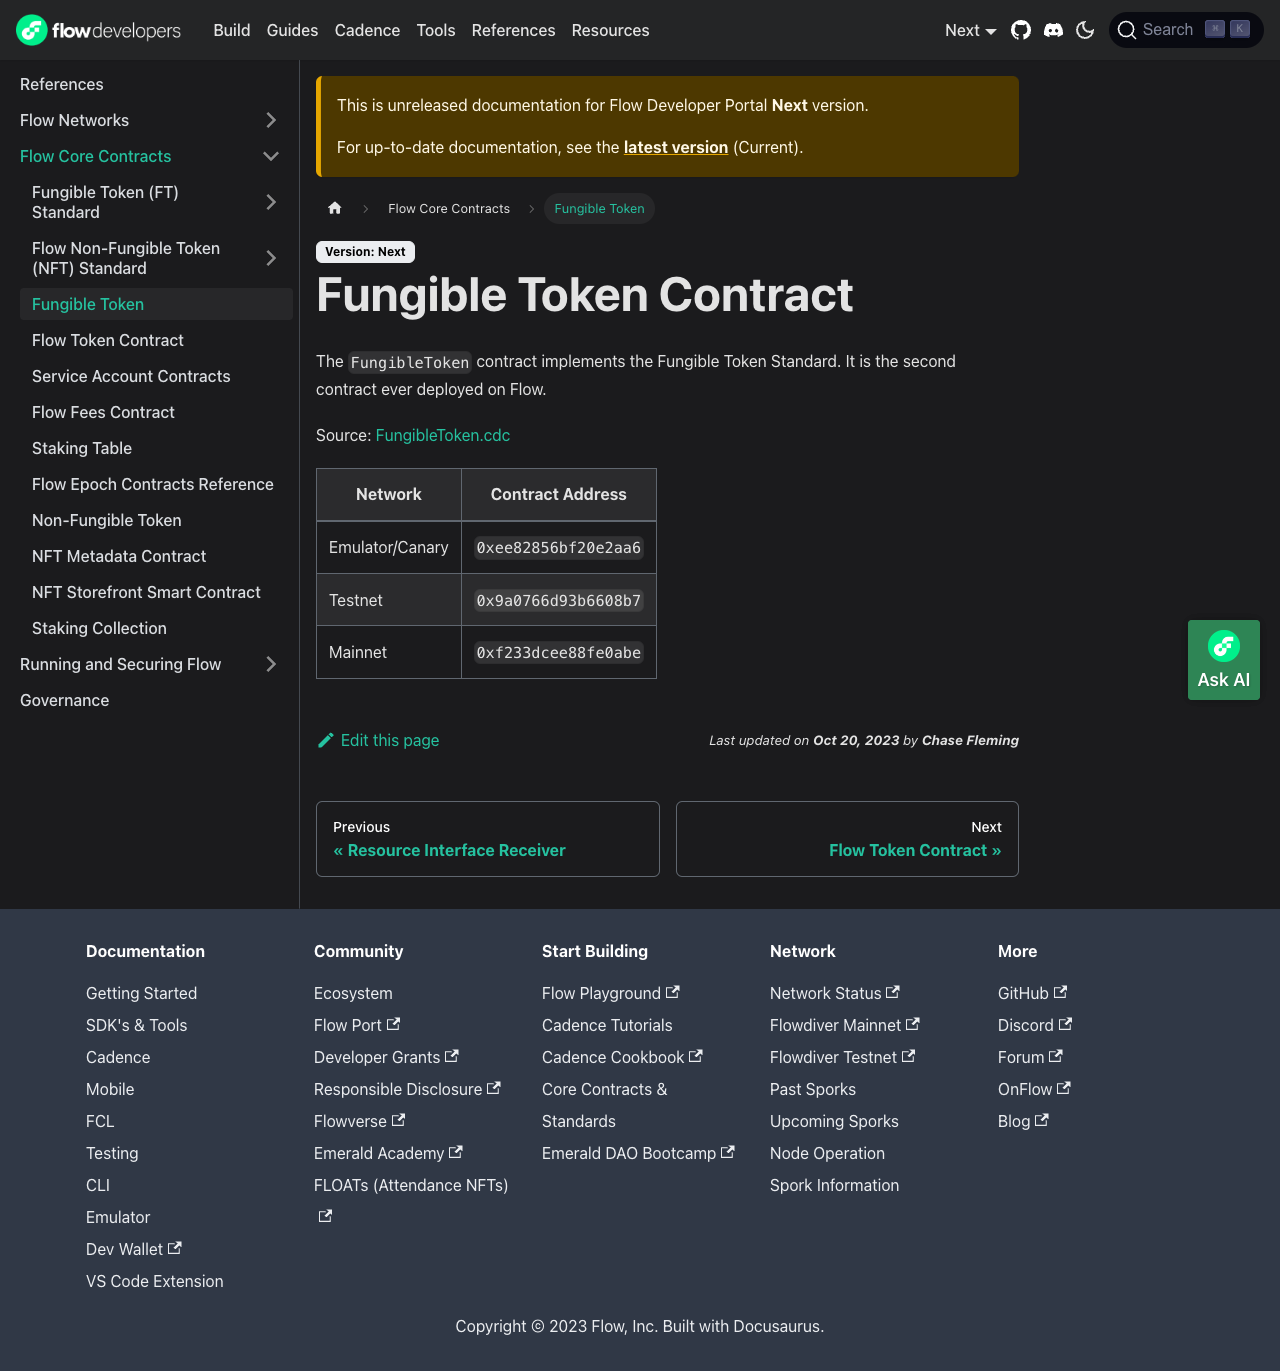 flowdevelopers Build Guides Cadence Tools References Resources Next Search ⌘ K
References
Flow Networks
Flow Core Contracts
Fungible Token (FT)
Standard
Flow Non-Fungible Token
(NFT) Standard
Fungible Token
Flow Token Contract
Service Account Contracts
Flow Fees Contract
Staking Table
Flow Epoch Contracts Reference
Non-Fungible Token
NFT Metadata Contract
NFT Storefront Smart Contract
Staking Collection
Running and Securing Flow
Governance
This is unreleased documentation for Flow Developer Portal Next version.
For up-to-date documentation, see the latest version (Current).
Flow Core Contracts Fungible Token
Version: Next
Fungible Token Contract
The FungibleToken contract implements the Fungible Token Standard. It is the second
contract ever deployed on Flow.
Source: FungibleToken.cdc
Network Contract Address
Emulator/Canary 0xee82856bf20e2aa6
Testnet 0x9a0766d93b6608b7
Mainnet 0xf233dcee88fe0abe
Ask AI
Edit this page Last updated on Oct 20, 2023 by Chase Fleming
Previous
« Resource Interface Receiver
Next
Flow Token Contract »
Documentation
Getting Started
SDK's & Tools
Cadence
Mobile
FCL
Testing
CLI
Emulator
Dev Wallet
VS Code Extension
Community
Ecosystem
Flow Port
Developer Grants
Responsible Disclosure
Flowverse
Emerald Academy
FLOATs (Attendance NFTs)
Start Building
Flow Playground
Cadence Tutorials
Cadence Cookbook
Core Contracts &
Standards
Emerald DAO Bootcamp
Network
Network Status
Flowdiver Mainnet
Flowdiver Testnet
Past Sporks
Upcoming Sporks
Node Operation
Spork Information
More
GitHub
Discord
Forum
OnFlow
Blog
Copyright © 2023 Flow, Inc. Built with Docusaurus.